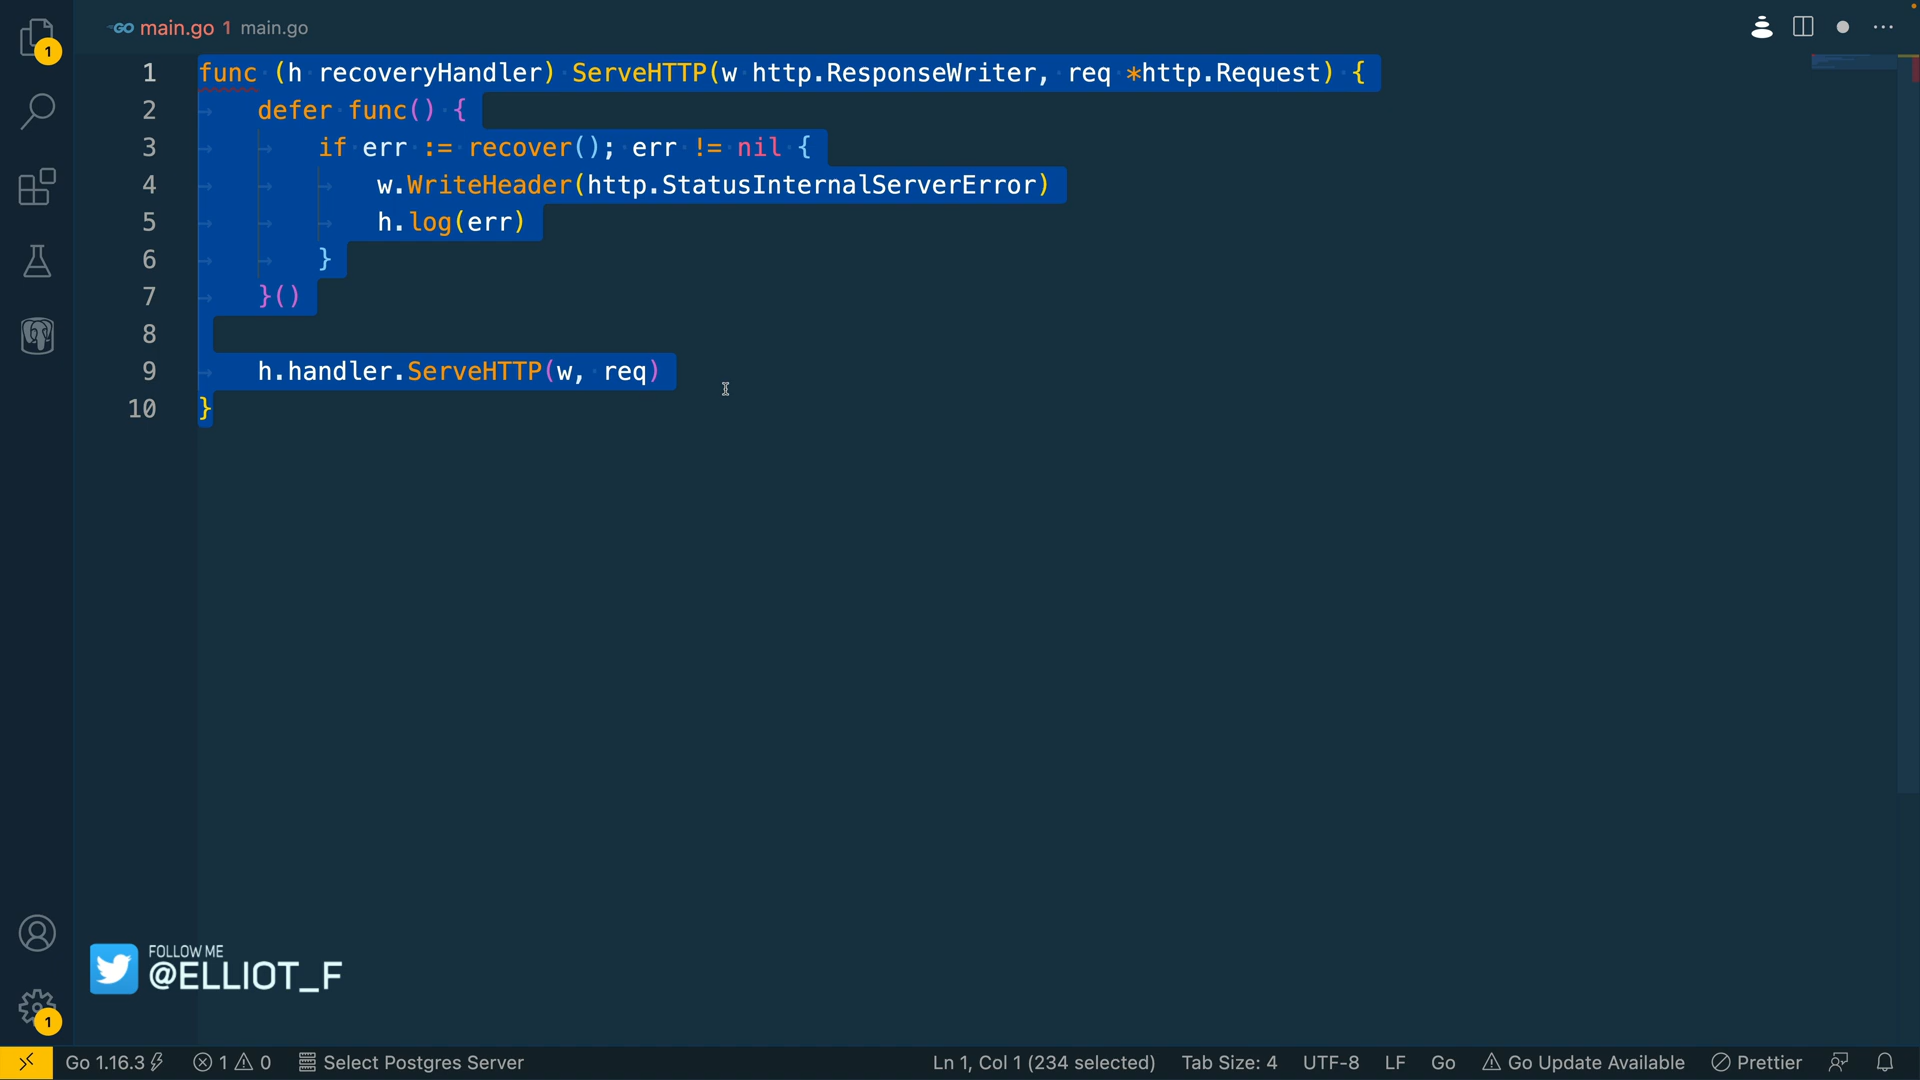 GO main.go 1 main.go
1
1 func (h recoveryHandler) ServeHTTP(w http.ResponseWriter, req *http.Request) {
2 defer func() {
3 if err := recover(); err != nil {
4 w.WriteHeader(http.StatusInternalServerError)
5 h.log(err)
6 }
7 }()
8
9 h.handler.ServeHTTP(w, req)
10 }
FOLLOW ME
@ELLIOT_F
1
Go 1.16.3 1 0 Select Postgres Server Ln 1, Col 1 (234 selected) Tab Size: 4 UTF-8 LF Go Go Update Available Prettier